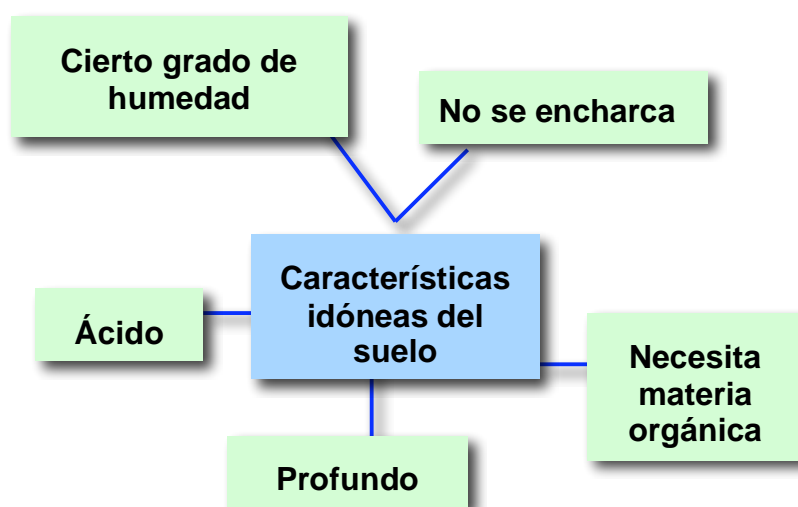 Cierto grado de
humedad
No se encharca
Características
idóneas del
suelo
Ácido
Necesita
materia
orgánica
Profundo